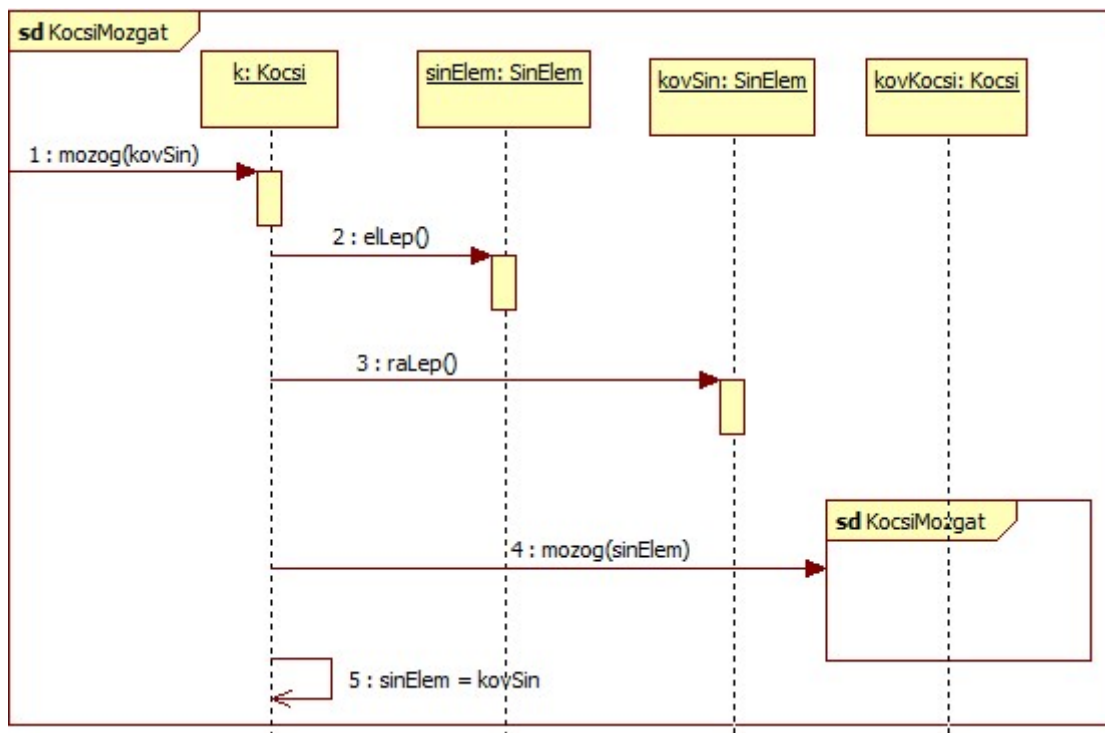 sd KocsiMozgat
k: Kocsi
sinElem: SinElem
kovSin: SinElem
kovKocsi: Kocsi
1 : mozog(kovSin)
2 : elLep()
3 : raLep()
sd KocsiMozgat
4 : mozog(sinElem)
5 : sinElem = kovSin